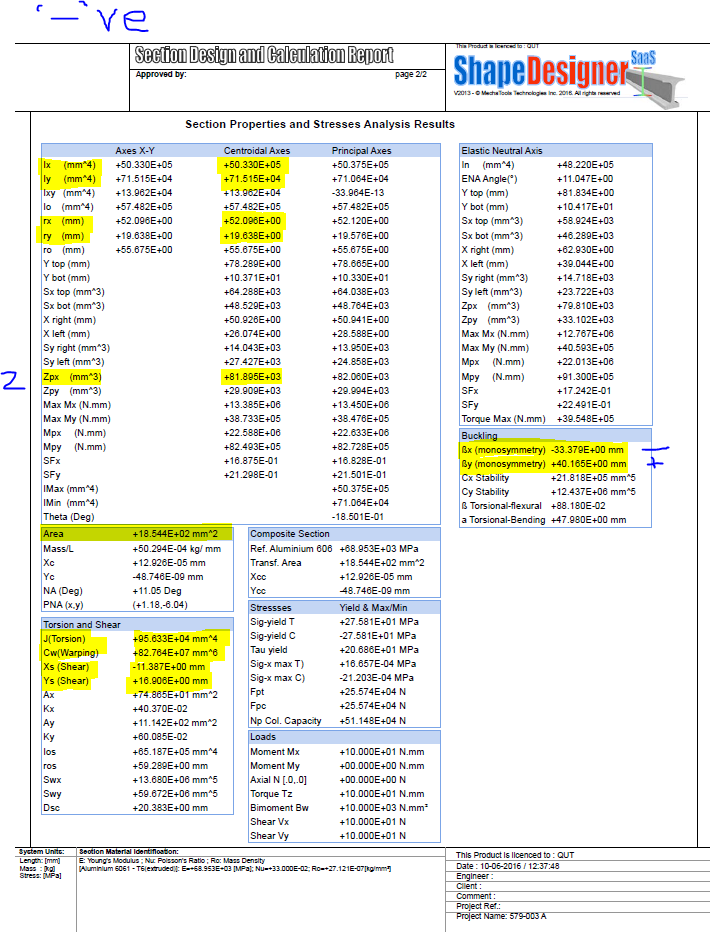 '-'ve
This Product is licenced to : QUT
Section Design and Calculation Report
Approved by:
page 2/2
ShapeDesigner SaaS
V2013 - © MechaTools Technologies Inc. 2016. All rights reserved
Section Properties and Stresses Analysis Results
Axes X-Y Centroidal Axes Principal Axes
Ix (mm^4) +50.330E+05 +50.330E+05 +50.375E+05
Iy (mm^4) +71.515E+04 +71.515E+04 +71.064E+04
Ixy (mm^4) +13.962E+04 +13.962E+04 -33.964E-13
Io (mm^4) +57.482E+05 +57.482E+05 +57.482E+05
rx (mm) +52.096E+00 +52.096E+00 +52.120E+00
ry (mm) +19.638E+00 +19.638E+00 +19.576E+00
ro (mm) +55.675E+00 +55.675E+00 +55.675E+00
Y top (mm) +78.289E+00 +78.665E+00
Y bot (mm) +10.371E+01 +10.330E+01
Sx top (mm^3) +64.288E+03 +64.038E+03
Sx bot (mm^3) +48.529E+03 +48.764E+03
X right (mm) +50.926E+00 +50.941E+00
X left (mm) +26.074E+00 +28.588E+00
Sy right (mm^3) +14.043E+03 +13.950E+03
Sy left (mm^3) +27.427E+03 +24.858E+03
Z
Zpx (mm^3) +81.895E+03 +82.060E+03
Zpy (mm^3) +29.909E+03 +29.994E+03
Max Mx (N.mm) +13.385E+06 +13.450E+06
Max My (N.mm) +38.733E+05 +38.476E+05
Mpx (N.mm) +22.588E+06 +22.633E+06
Mpy (N.mm) +82.493E+05 +82.728E+05
SFx +16.875E-01 +16.828E-01
SFy +21.298E-01 +21.501E-01
IMax (mm^4) +50.375E+05
IMin (mm^4) +71.064E+04
Theta (Deg) -18.501E-01
Elastic Neutral Axis
In (mm^4) +48.220E+05
ENA Angle(°) +11.047E+00
Y top (mm) +81.834E+00
Y bot (mm) +10.417E+01
Sx top (mm^3) +58.924E+03
Sx bot (mm^3) +46.289E+03
X right (mm) +62.930E+00
X left (mm) +39.044E+00
Sy right (mm^3) +14.718E+03
Sy left (mm^3) +23.722E+03
Zpx (mm^3) +79.810E+03
Zpy (mm^3) +33.102E+03
Max Mx (N.mm) +12.767E+06
Max My (N.mm) +40.593E+05
Mpx (N.mm) +22.013E+06
Mpy (N.mm) +91.300E+05
SFx +17.242E-01
SFy +22.491E-01
Torque Max (N.mm) +39.548E+05
Buckling
ßx (monosymmetry) -33.379E+00 mm -
ßy (monosymmetry) +40.165E+00 mm +
Cx Stability +21.818E+05 mm^5
Cy Stability +12.437E+06 mm^5
ß Torsional-flexural +88.180E-02
a Torsional-Bending +47.980E+00 mm
Area +18.544E+02 mm^2
Mass/L +50.294E-04 kg/ mm
Xc +12.926E-05 mm
Yc -48.746E-09 mm
NA (Deg) +11.05 Deg
PNA (x,y) (+1.18,-6.04)
Composite Section
Ref. Aluminium 606 +68.953E+03 MPa
Transf. Area +18.544E+02 mm^2
Xcc +12.926E-05 mm
Ycc -48.746E-09 mm
Torsion and Shear
J(Torsion) +95.633E+04 mm^4
Cw(Warping) +82.764E+07 mm^6
Xs (Shear) -11.387E+00 mm
Ys (Shear) +16.906E+00 mm
Ax +74.865E+01 mm^2
Kx +40.370E-02
Ay +11.142E+02 mm^2
Ky +60.085E-02
Ios +65.187E+05 mm^4
ros +59.289E+00 mm
Swx +13.680E+06 mm^5
Swy +59.672E+06 mm^5
Dsc +20.383E+00 mm
Stressses Yield & Max/Min
Sig-yield T +27.581E+01 MPa
Sig-yield C -27.581E+01 MPa
Tau yield +20.686E+01 MPa
Sig-x max T) +16.657E-04 MPa
Sig-x max C) -21.203E-04 MPa
Fpt +25.574E+04 N
Fpc +25.574E+04 N
Np Col. Capacity +51.148E+04 N
Loads
Moment Mx +10.000E+01 N.mm
Moment My +00.000E+00 N.mm
Axial N [.0,.0] +00.000E+00 N
Torque Tz +10.000E+01 N.mm
Bimoment Bw +10.000E+03 N.mm²
Shear Vx +10.000E+01 N
Shear Vy +10.000E+01 N
System Units:
Length: [mm]
Mass : [kg]
Stress: [MPa]
Section Material Identification:
E: Young's Modulus ; Nu: Poisson's Ratio ; Ro: Mass Density
[Aluminium 6061 - T6(extruded)]: E=+68.953E+03 [MPa]; Nu=+33.000E-02; Ro=+27.121E-07[kg/mm³]
This Product is licenced to : QUT
Date : 10-06-2016 / 12:37:48
Engineer :
Client :
Comment :
Project Ref.:
Project Name: 579-003 A